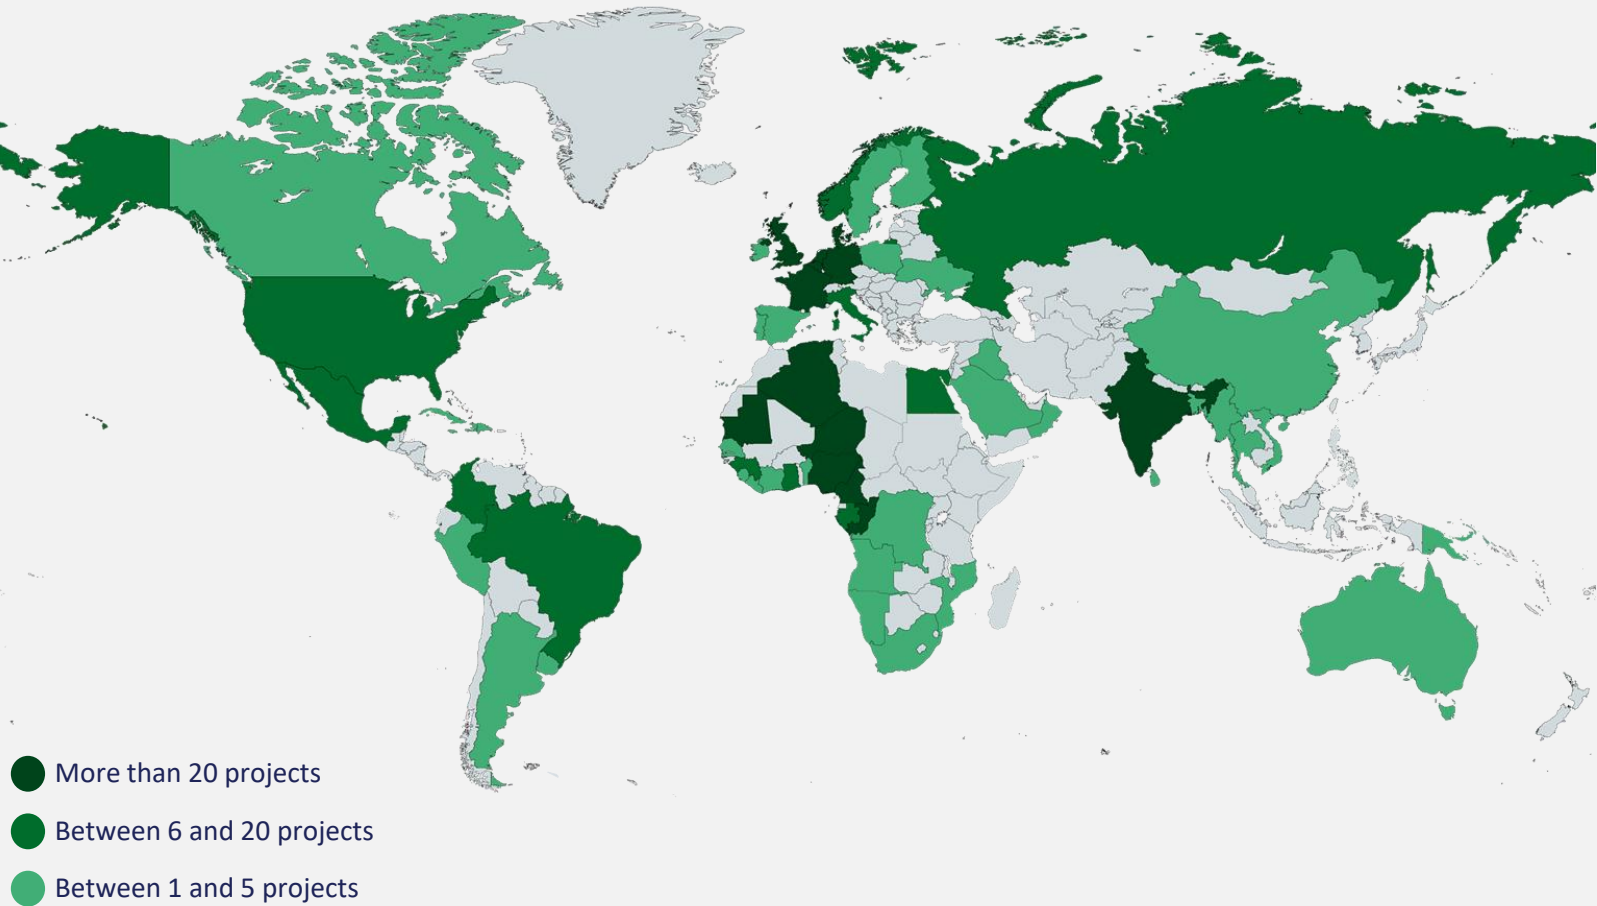 More than 20 projects
Between 6 and 20 projects
Between 1 and 5 projects